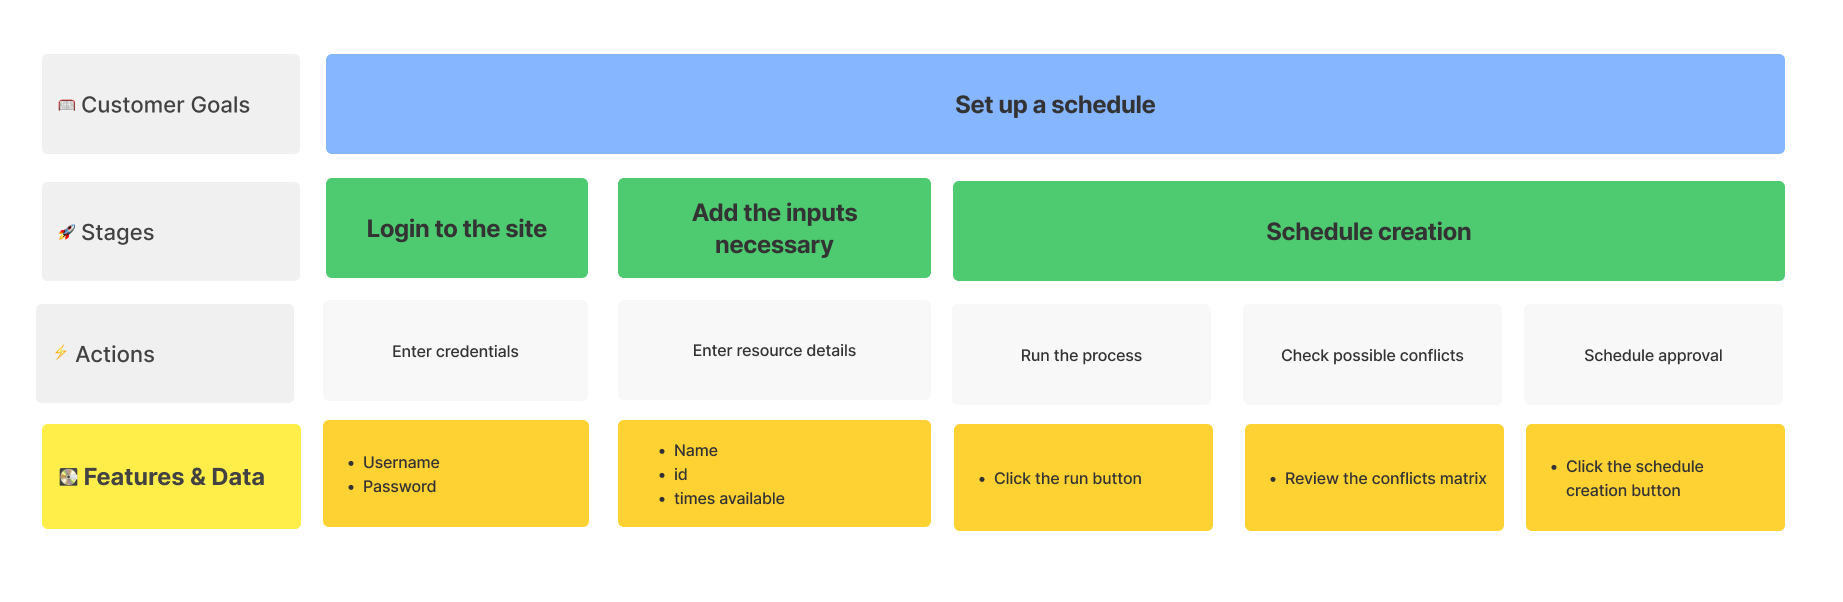 Customer Goals
Set up a schedule
Stages
Login to the site
Add the inputs
necessary
Schedule creation
Actions
Enter credentials
Enter resource details
Run the process
Check possible conflicts
Schedule approval
Features & Data
• Username
• Password
• Name
• id
• times available
• Click the run button
• Review the conflicts matrix
• Click the schedule
creation button